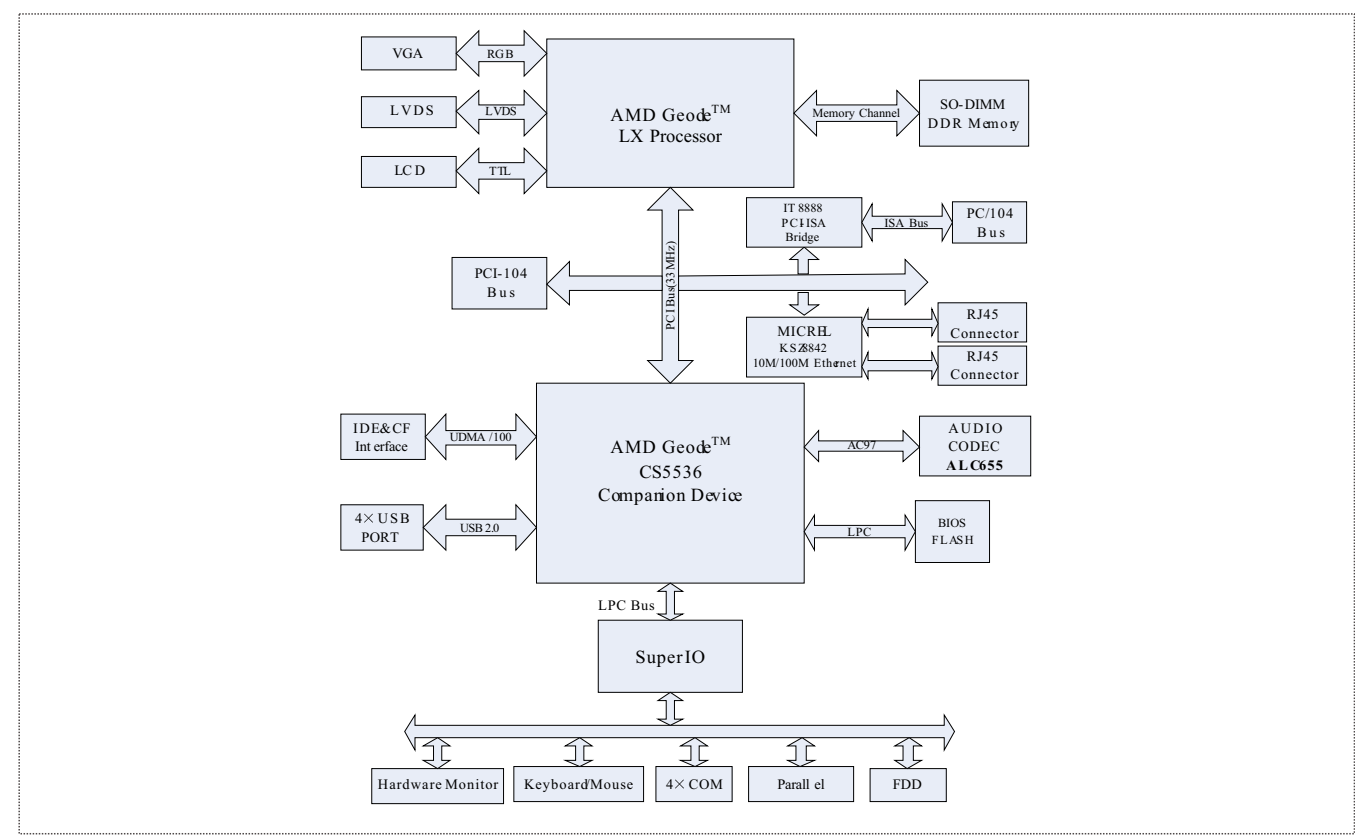 VGA
RGB
LVDS
LVDS
LCD
TTL
AMD Geode™
LX Processor
Memory Channel
SO-DIMM
DDR Memory
IT 8888
PCI-ISA
Bridge
ISA Bus
PC/104
Bus
PCI-104
Bus
PCI Bus(33 MHz)
MICREL
KSZ8842
10M/100M Ethernet
RJ45
Connector
RJ45
Connector
IDE&CF
Interface
UDMA /100
AMD Geode™
CS5536
Companion Device
AC97
AUDIO
CODEC
ALC655
4×USB
PORT
USB 2.0
LPC
BIOS
FLASH
LPC Bus
SuperIO
Hardware Monitor
Keyboard/Mouse
4×COM
Parallel
FDD